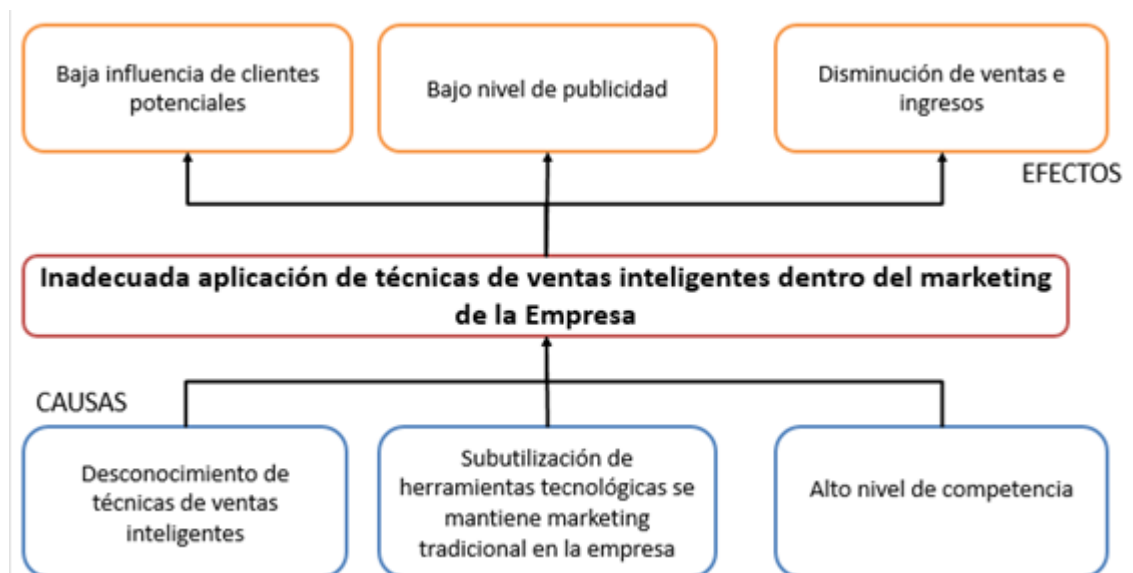 Baja influencia de clientes
potenciales
Bajo nivel de publicidad
Disminución de ventas e
ingresos
EFECTOS
Inadecuada aplicación de técnicas de ventas inteligentes dentro del marketing
de la Empresa
CAUSAS
Desconocimiento de
técnicas de ventas
inteligentes
Subutilización de
herramientas tecnológicas se
mantiene marketing
tradicional en la empresa
Alto nivel de competencia